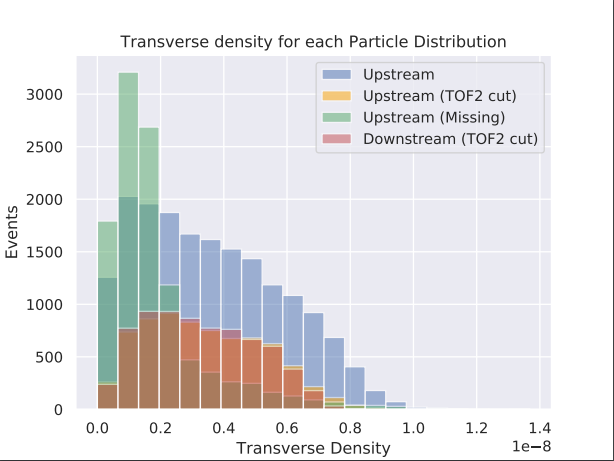 Transverse density for each Particle Distribution
Upstream
Upstream (TOF2 cut)
Upstream (Missing)
Downstream (TOF2 cut)
3000
2500
2000
1500
1000
500
0
Events
0.0 0.2 0.4 0.6 0.8 1.0 1.2 1.4
1e−8
Transverse Density